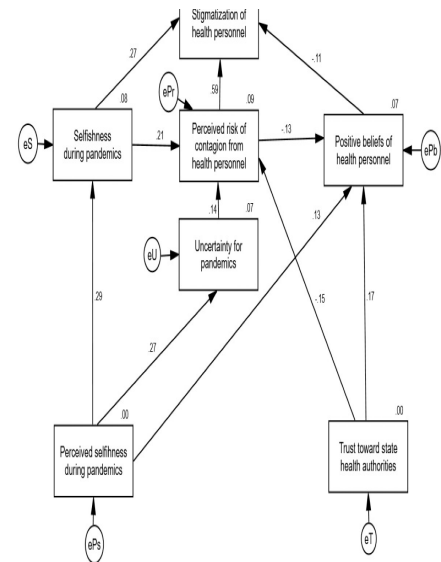 Stigmatization of
health personnel
.27
-.11
ePr
.59
.08
.09
.07
eS
Selfishness
during pandemics
.21
Perceived risk of
contagion from
health personnel
-.13
Positive beliefs of
health personnel
ePb
.14
.07
.13
eU
Uncertainty for
pandemics
.29
-.15
.17
.27
.00
.00
Perceived selfihness
during pandemics
Trust toward state
health authorities
ePs
eT